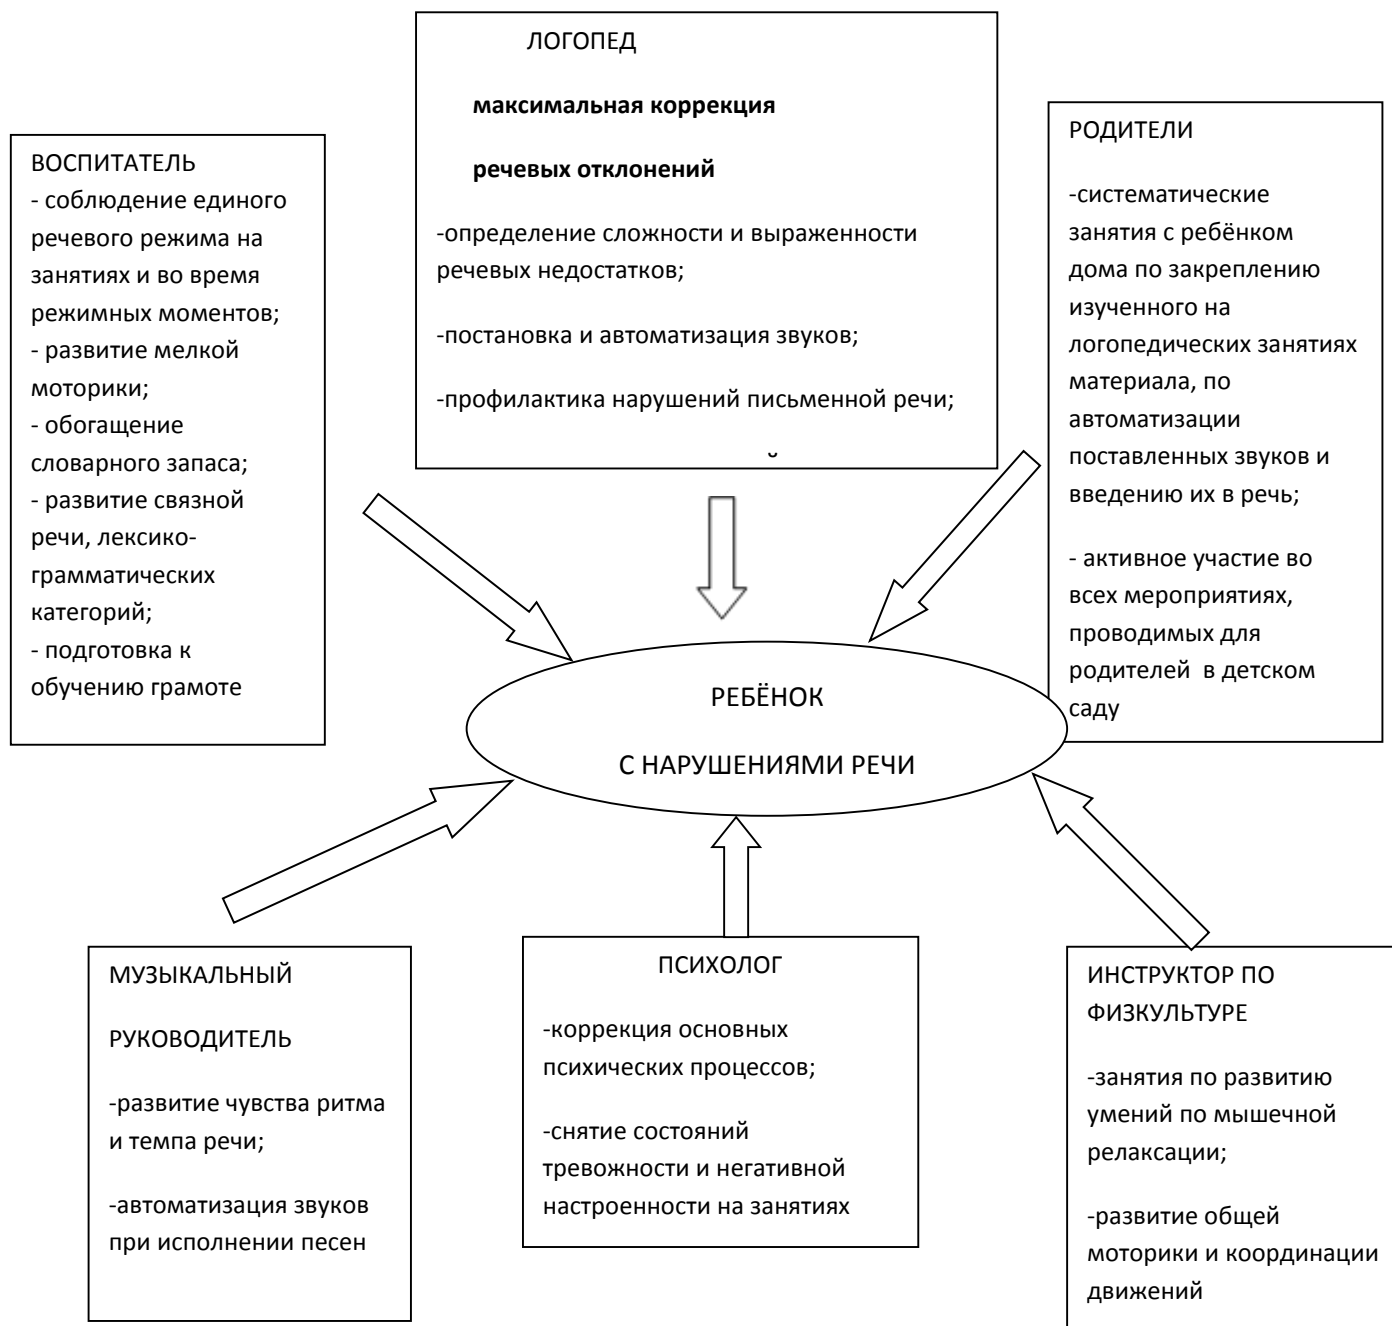 ЛОГОПЕД
максимальная коррекция
речевых отклонений
-определение сложности и выраженности
речевых недостатков;
-постановка и автоматизация звуков;
-профилактика нарушений письменной речи;
ВОСПИТАТЕЛЬ
- соблюдение единого
речевого режима на
занятиях и во время
режимных моментов;
- развитие мелкой
моторики;
- обогащение
словарного запаса;
- развитие связной
речи, лексико-
грамматических
категорий;
- подготовка к
обучению грамоте
РОДИТЕЛИ
-систематические
занятия с ребёнком
дома по закреплению
изученного на
логопедических занятиях
материала, по
автоматизации
поставленных звуков и
введению их в речь;
- активное участие во
всех мероприятиях,
проводимых для
родителей в детском
саду
РЕБЁНОК
С НАРУШЕНИЯМИ РЕЧИ
МУЗЫКАЛЬНЫЙ
РУКОВОДИТЕЛЬ
-развитие чувства ритма
и темпа речи;
-автоматизация звуков
при исполнении песен
ПСИХОЛОГ
-коррекция основных
психических процессов;
-снятие состояний
тревожности и негативной
настроенности на занятиях
ИНСТРУКТОР ПО
ФИЗКУЛЬТУРЕ
-занятия по развитию
умений по мышечной
релаксации;
-развитие общей
моторики и координации
движений